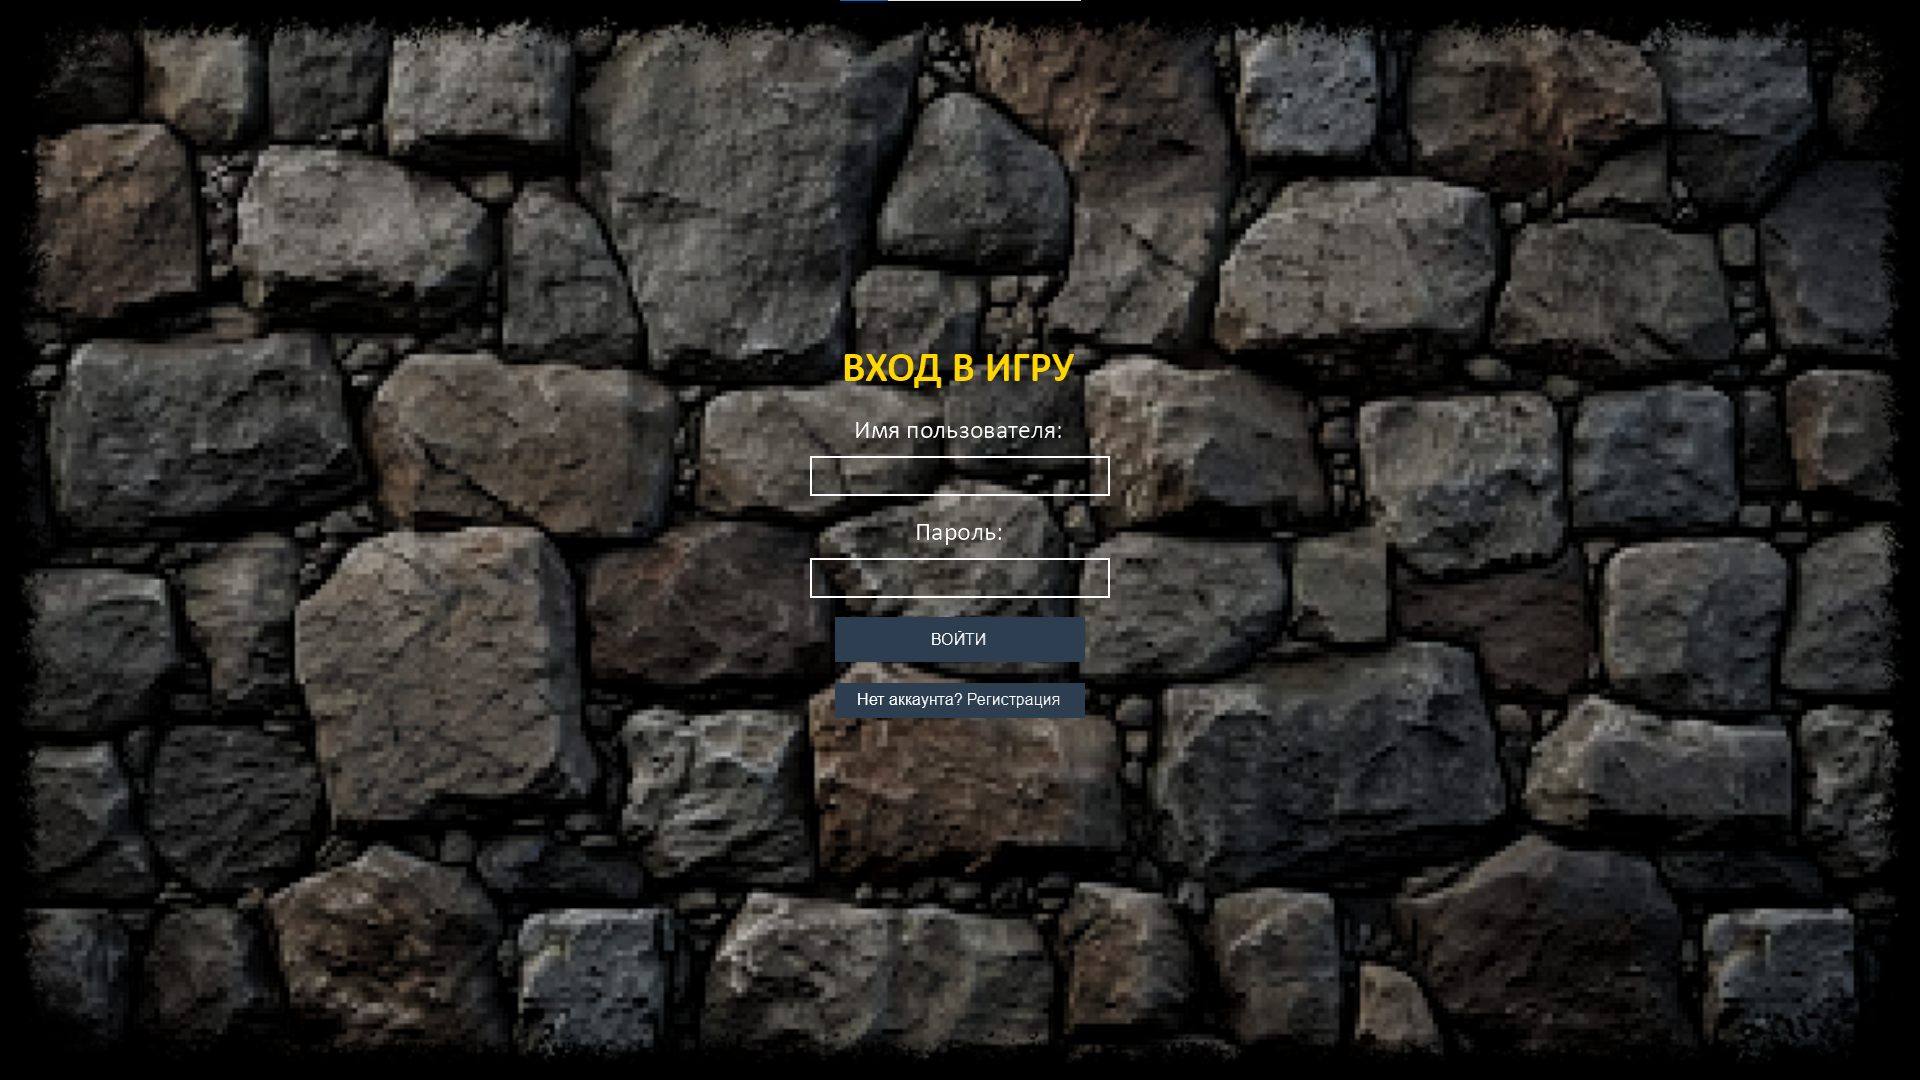 ВХОД В ИГРУ
Имя пользователя:
Пароль:
ВОЙТИ
Нет аккаунта? Регистрация